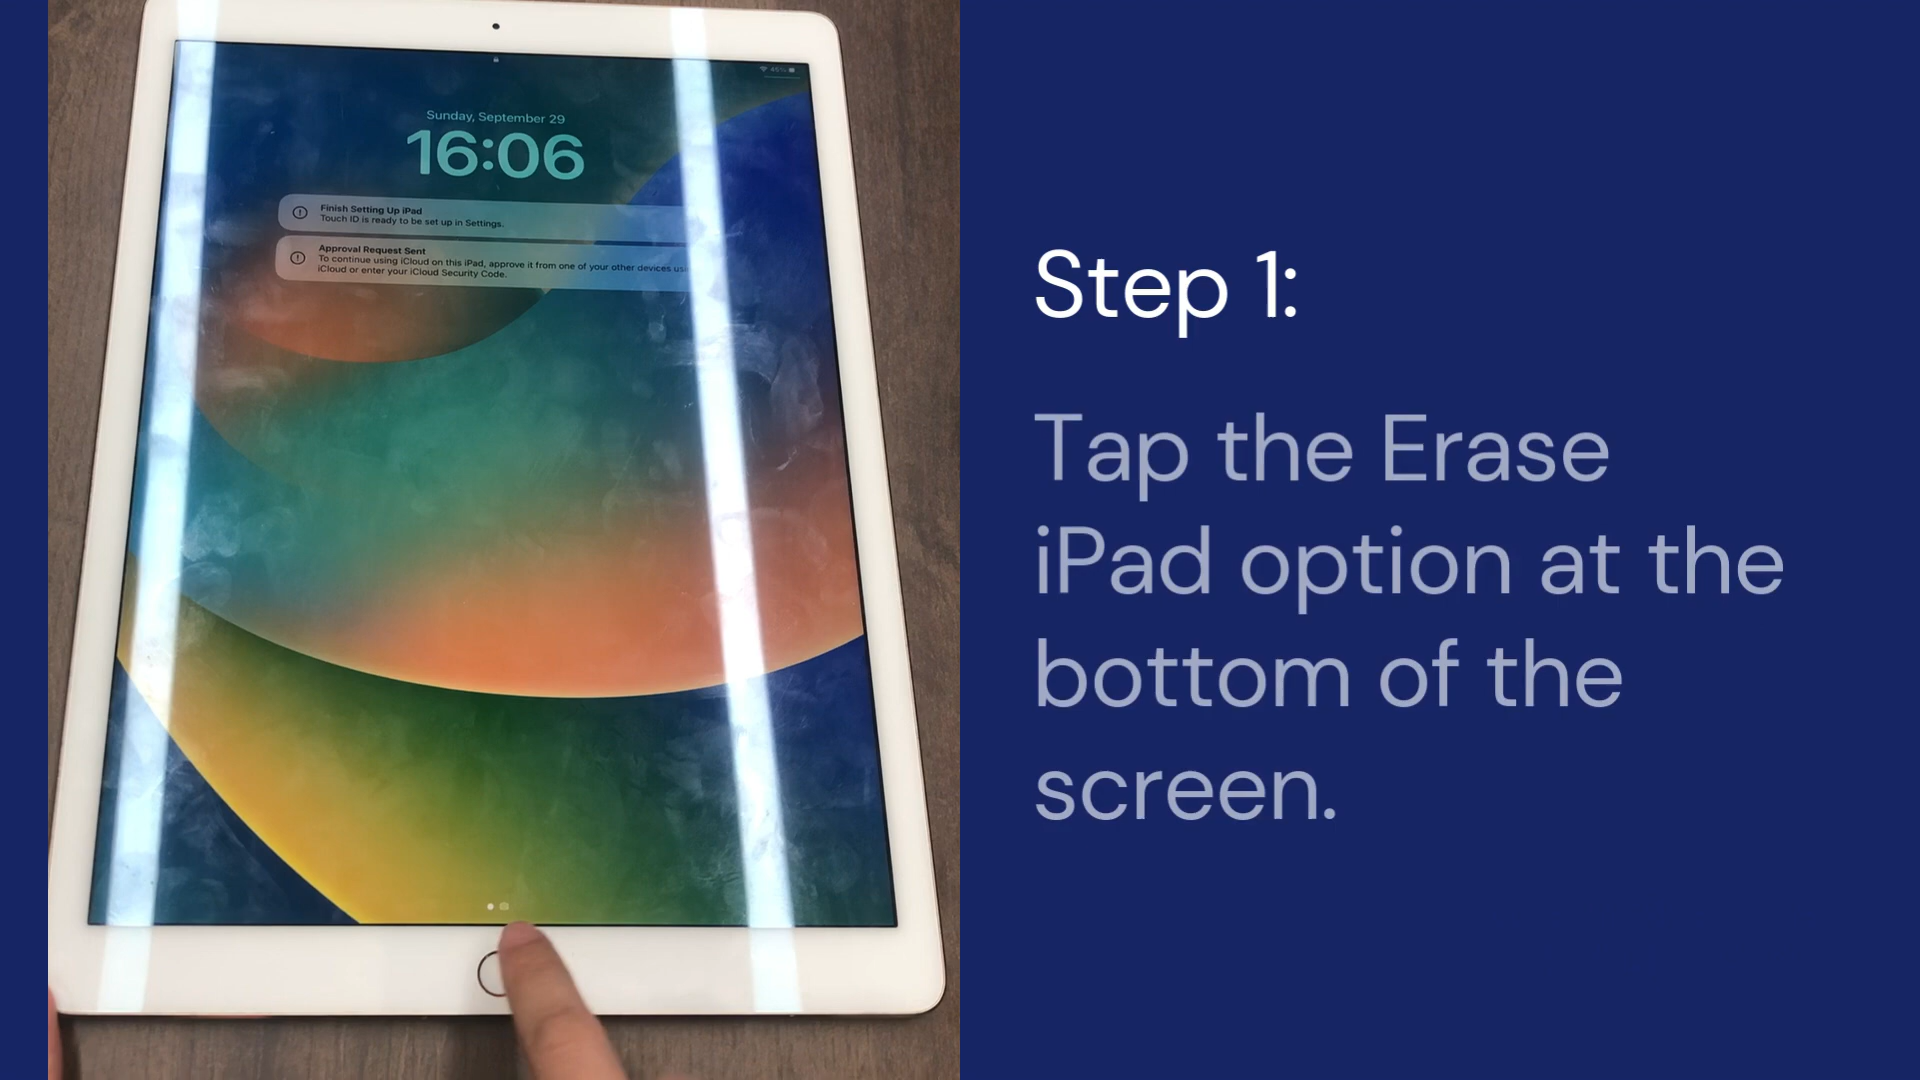 45%
Sunday, September 29
16:06
Finish Setting Up iPad
Touch ID is ready to be set up in Settings.
Approval Request Sent
To continue using iCloud on this iPad, approve it from one of your other devices
iCloud or enter your iCloud Security Code.
Step 1:
Tap the Erase
iPad option at the
bottom of the
screen.